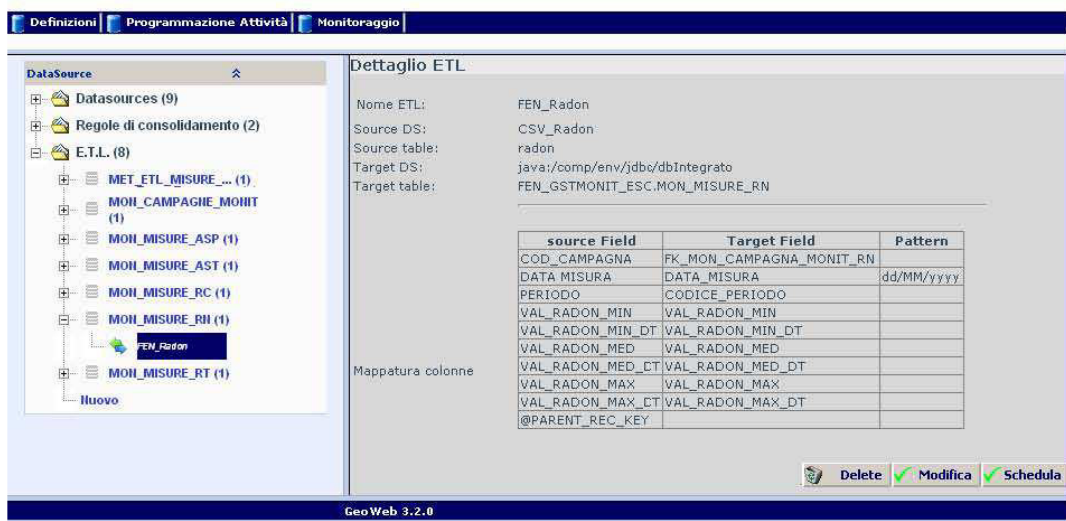 Definizioni Programmazione Attività Monitoraggio
DataSource
Datasources (9)
Regole di consolidamento (2)
E.T.L. (8)
MET_ETL_MISURE_... (1)
MON_CAMPAGNE_MONIT
(1)
MON_MISURE_ASP (1)
MON_MISURE_AST (1)
MON_MISURE_RC (1)
MON_MISURE_RN (1)
FEN_Radon
MON_MISURE_RT (1)
Nuovo
Dettaglio ETL
Nome ETL: FEN_Radon
Source DS: CSV_Radon
Source table: radon
Target DS: java:/comp/env/jdbc/dbIntegrato
Target table: FEN_GSTMONIT_ESC.MON_MISURE_RN
Mappatura colonne
source Field Target Field Pattern
COD_CAMPAGNA FK_MON_CAMPAGNA_MONIT_RN
DATA MISURA DATA_MISURA dd/MM/yyyy
PERIODO CODICE_PERIODO
VAL_RADON_MIN VAL_RADON_MIN
VAL_RADON_MIN_DT VAL_RADON_MIN_DT
VAL_RADON_MED VAL_RADON_MED
VAL_RADON_MED_DT VAL_RADON_MED_DT
VAL_RADON_MAX VAL_RADON_MAX
VAL_RADON_MAX_DT VAL_RADON_MAX_DT
@PARENT_REC_KEY
Delete Modifica Schedula
GeoWeb 3.2.0